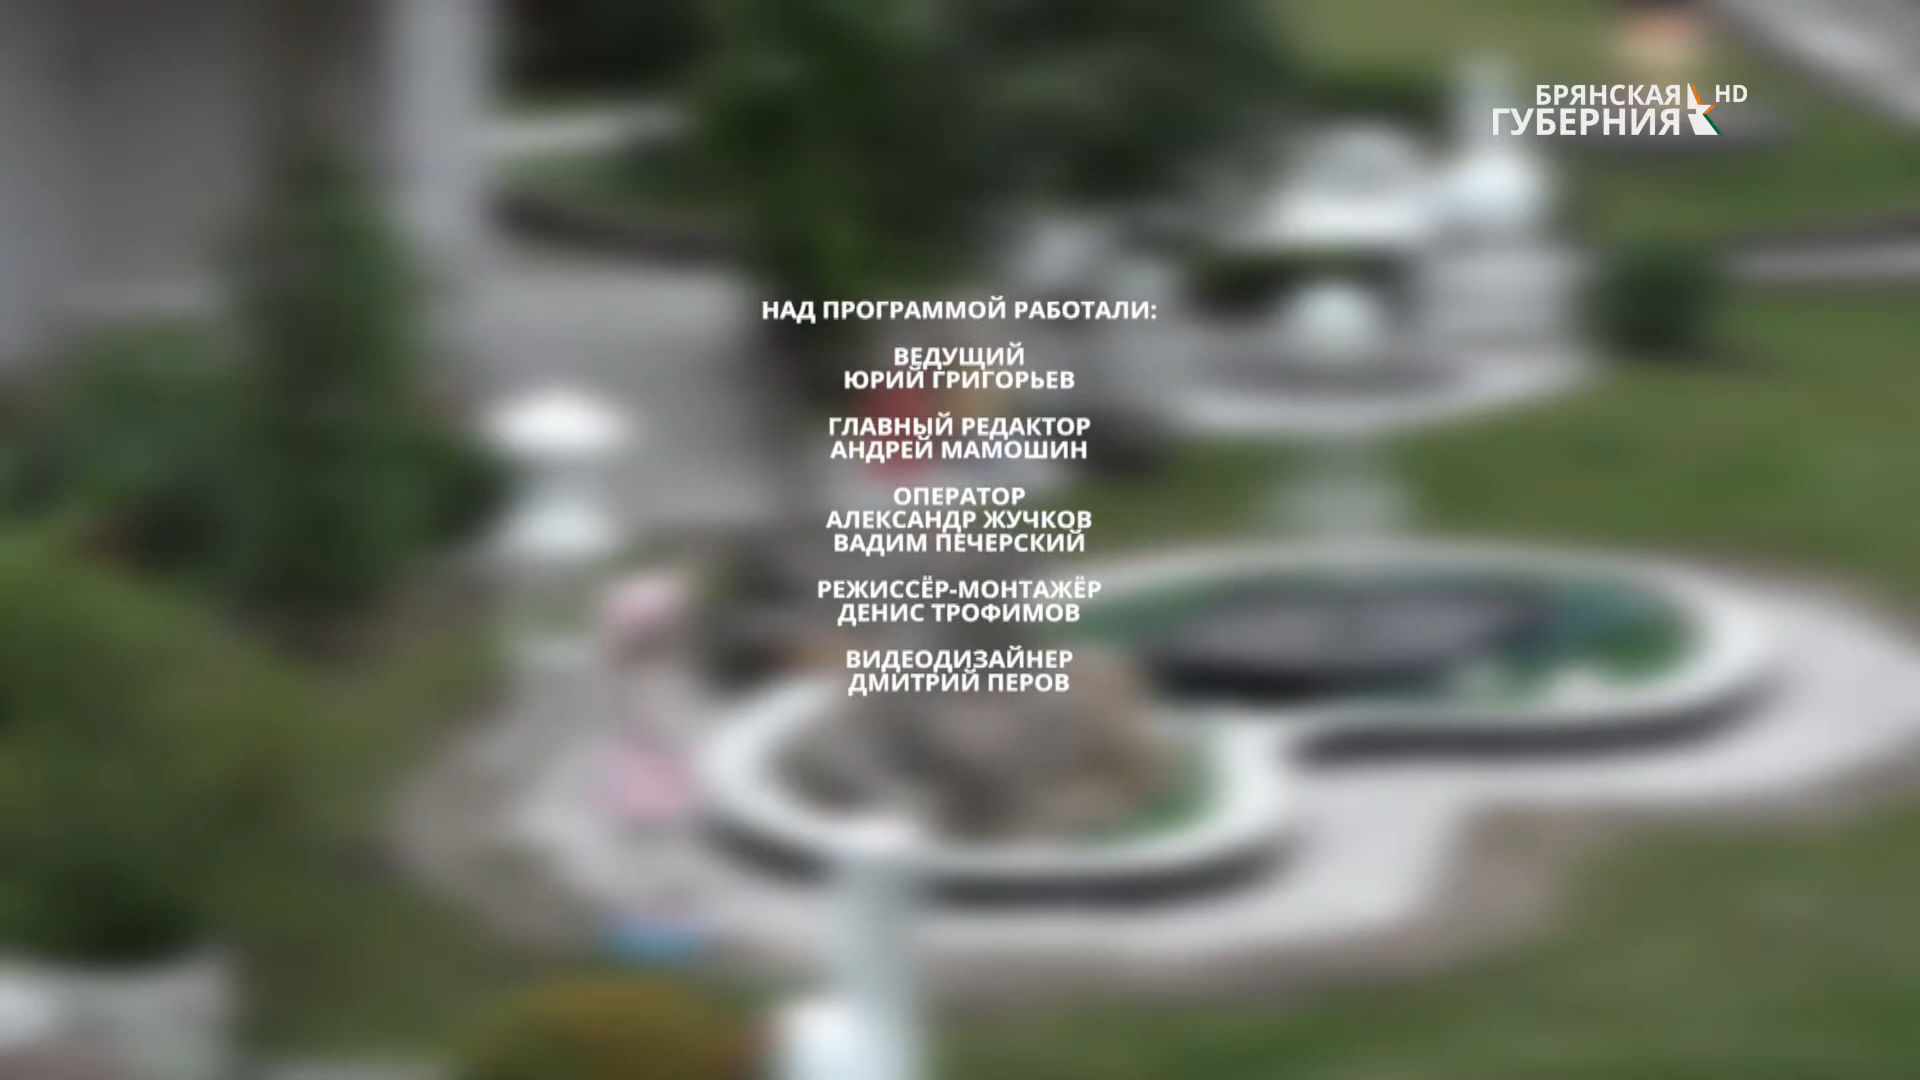 БРЯНСКАЯ HD
ГУБЕРНИЯ
НАД ПРОГРАММОЙ РАБОТАЛИ:
ВЕДУЩИЙ
ЮРИЙ ГРИГОРЬЕВ
ГЛАВНЫЙ РЕДАКТОР
АНДРЕЙ МАМОШИН
ОПЕРАТОР
АЛЕКСАНДР ЖУЧКОВ
ВАДИМ ПЕЧЕРСКИЙ
РЕЖИССЁР-МОНТАЖЁР
ДЕНИС ТРОФИМОВ
ВИДЕОДИЗАЙНЕР
ДМИТРИЙ ПЕРОВ